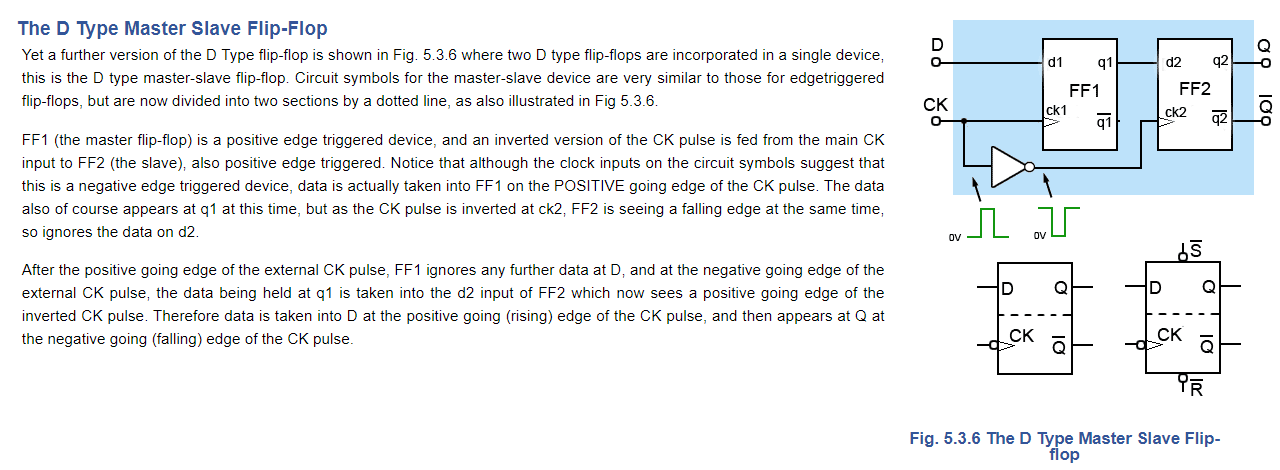 The D Type Master Slave Flip-Flop
Yet a further version of the D Type flip-flop is shown in Fig. 5.3.6 where two D type flip-flops are incorporated in a single device,
this is the D type master-slave flip-flop. Circuit symbols for the master-slave device are very similar to those for edgetriggered
flip-flops, but are now divided into two sections by a dotted line, as also illustrated in Fig 5.3.6.
FF1 (the master flip-flop) is a positive edge triggered device, and an inverted version of the CK pulse is fed from the main CK
input to FF2 (the slave), also positive edge triggered. Notice that although the clock inputs on the circuit symbols suggest that
this is a negative edge triggered device, data is actually taken into FF1 on the POSITIVE going edge of the CK pulse. The data
also of course appears at q1 at this time, but as the CK pulse is inverted at ck2, FF2 is seeing a falling edge at the same time,
so ignores the data on d2.
After the positive going edge of the external CK pulse, FF1 ignores any further data at D, and at the negative going edge of the
external CK pulse, the data being held at q1 is taken into the d2 input of FF2 which now sees a positive going edge of the
inverted CK pulse. Therefore data is taken into D at the positive going (rising) edge of the CK pulse, and then appears at Q at
the negative going (falling) edge of the CK pulse.
D d1 q1 d2 q2 Q
FF1 FF2
CK ck1 q̅1̅ ck2 q̅2̅ Q̅
0V 0V
S̅
D Q D Q
CK Q̅ CK Q̅
R̅
Fig. 5.3.6 The D Type Master Slave Flip-
flop